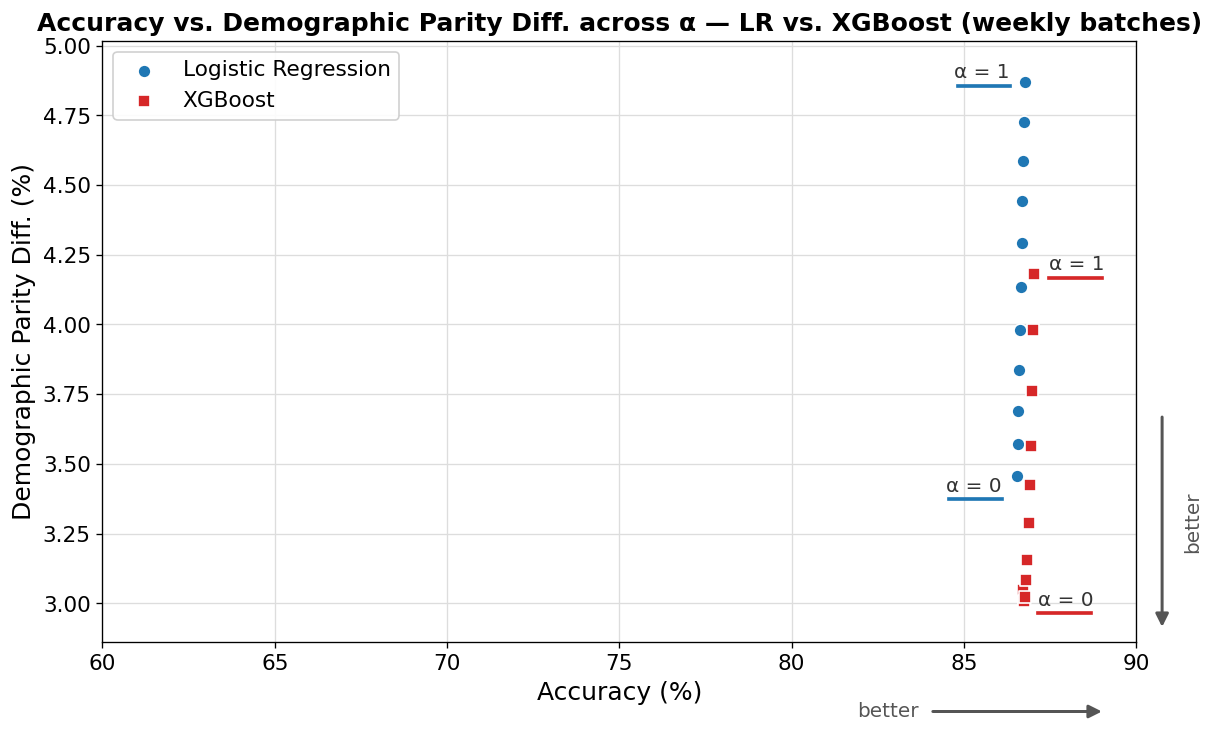 Accuracy vs. Demographic Parity Diff. across α — LR vs. XGBoost (weekly batches)
Logistic Regression
XGBoost
α = 1
α = 1
α = 0
α = 0
5.00
4.75
4.50
4.25
4.00
3.75
3.50
3.25
3.00
Demographic Parity Diff. (%)
60
65
70
75
80
85
90
Accuracy (%)
better
better